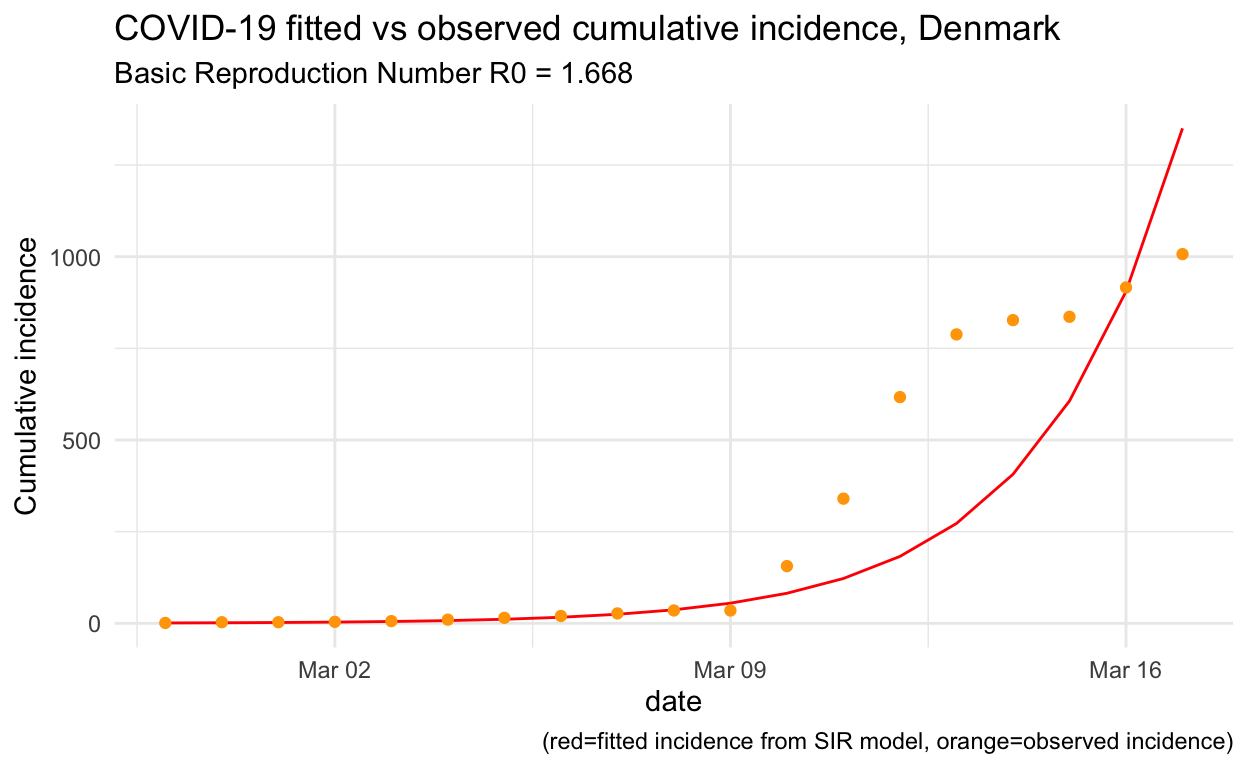 COVID-19 fitted vs observed cumulative incidence, Denmark
Basic Reproduction Number R0 = 1.668
Cumulative incidence
1000
500
0
Mar 02
Mar 09
Mar 16
date
(red=fitted incidence from SIR model, orange=observed incidence)